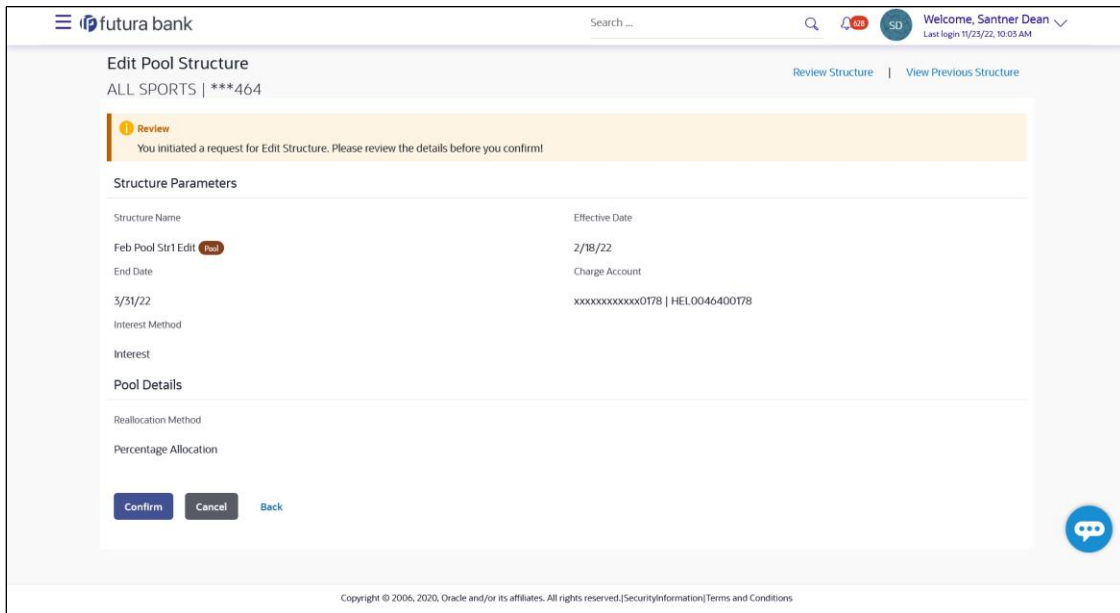 futura bank
Search ...
628
SD
Welcome, Santner Dean
Last login 11/23/22, 10:03 AM
Edit Pool Structure
ALL SPORTS | ***464
Review Structure | View Previous Structure
Review
You initiated a request for Edit Structure. Please review the details before you confirm!
Structure Parameters
Structure Name
Effective Date
Feb Pool Str1 Edit Pool
2/18/22
End Date
Charge Account
3/31/22
xxxxxxxxxxxx0178 | HEL0046400178
Interest Method
Interest
Pool Details
Reallocation Method
Percentage Allocation
Confirm Cancel Back
Copyright © 2006, 2020, Oracle and/or its affiliates. All rights reserved.|SecurityInformation|Terms and Conditions